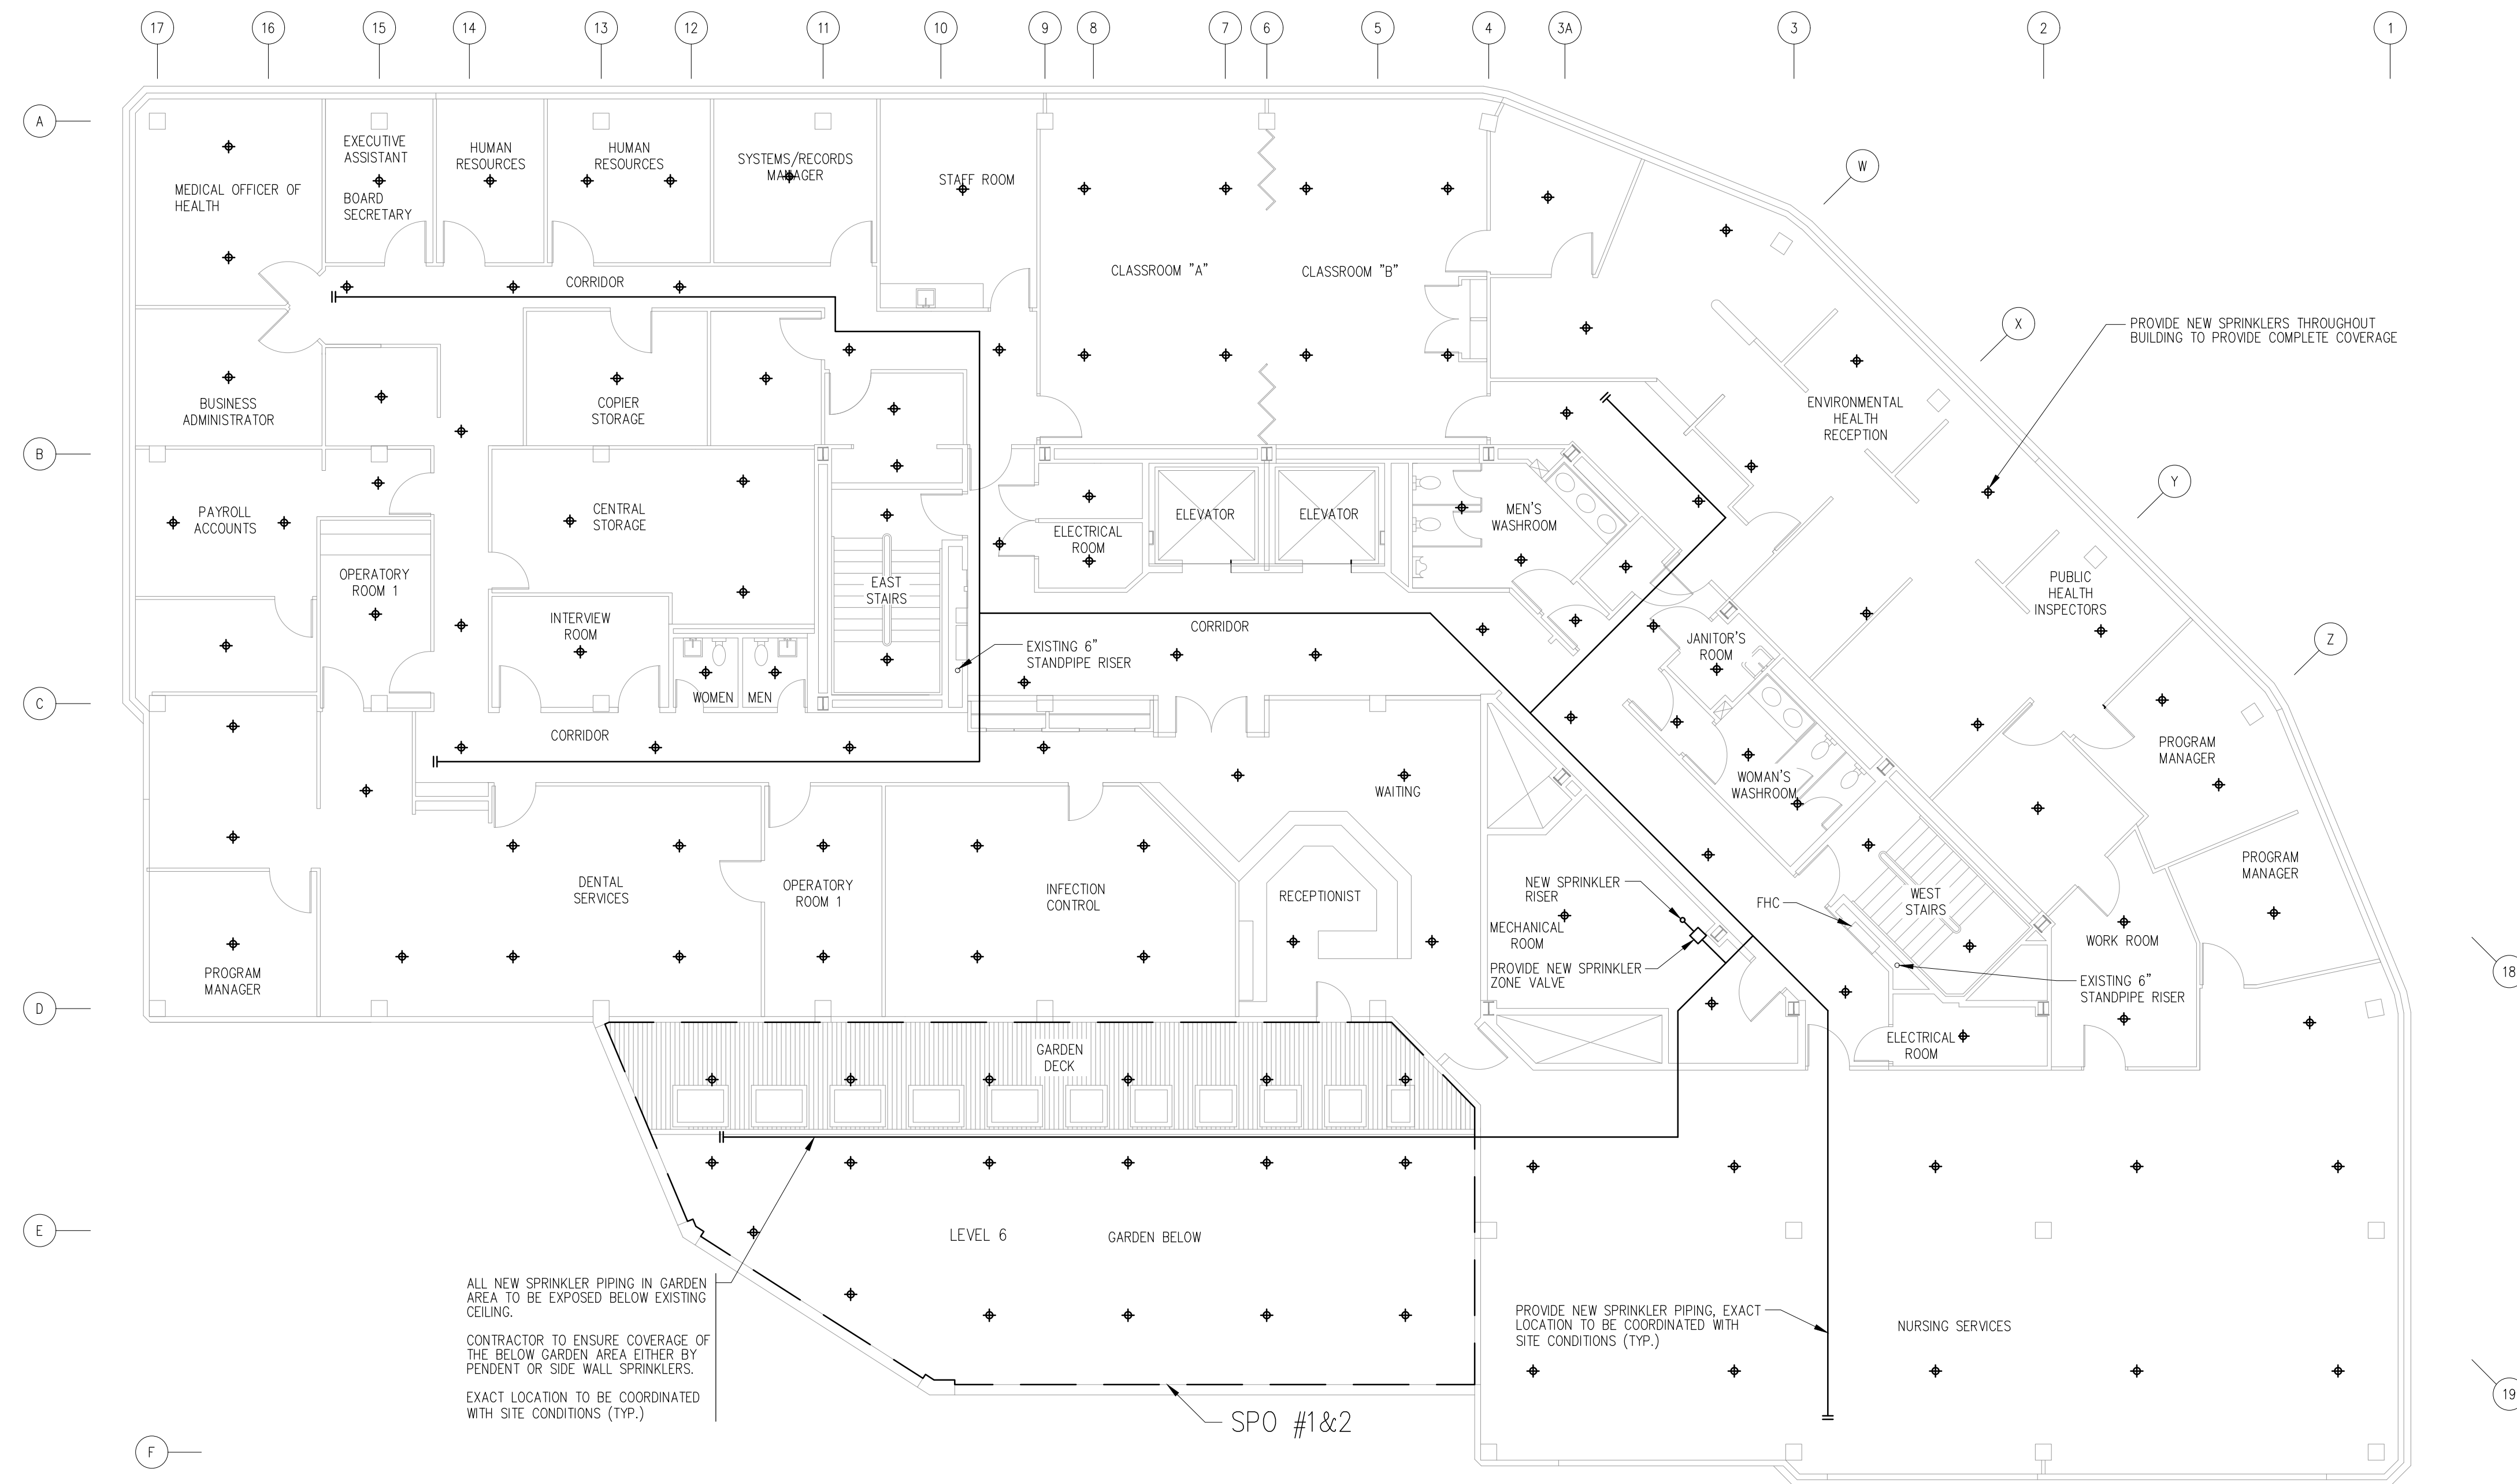 17
16
15
14
13
12
11
10
9
8
7
6
5
4
3A
3
2
1
A
B
C
D
E
F
W
X
Y
Z
18
19
MEDICAL OFFICER OF
HEALTH
EXECUTIVE
ASSISTANT
BOARD
SECRETARY
HUMAN
RESOURCES
HUMAN
RESOURCES
SYSTEMS/RECORDS
MANAGER
STAFF ROOM
CLASSROOM "A"
CLASSROOM "B"
CORRIDOR
PROVIDE NEW SPRINKLERS THROUGHOUT
BUILDING TO PROVIDE COMPLETE COVERAGE
BUSINESS
ADMINISTRATOR
COPIER
STORAGE
ENVIRONMENTAL
HEALTH
RECEPTION
PAYROLL
ACCOUNTS
CENTRAL
STORAGE
ELECTRICAL
ROOM
ELEVATOR
ELEVATOR
MEN'S
WASHROOM
OPERATORY
ROOM 1
EAST
STAIRS
PUBLIC
HEALTH
INSPECTORS
INTERVIEW
ROOM
CORRIDOR
JANITOR'S
ROOM
EXISTING 6"
STANDPIPE RISER
WOMEN
MEN
CORRIDOR
PROGRAM
MANAGER
WAITING
WOMAN'S
WASHROOM
DENTAL
SERVICES
OPERATORY
ROOM 1
INFECTION
CONTROL
RECEPTIONIST
NEW SPRINKLER
RISER
MECHANICAL
ROOM
PROVIDE NEW SPRINKLER
ZONE VALVE
FHC
WEST
STAIRS
PROGRAM
MANAGER
WORK ROOM
EXISTING 6"
STANDPIPE RISER
PROGRAM
MANAGER
GARDEN
DECK
ELECTRICAL
ROOM
LEVEL 6
GARDEN BELOW
ALL NEW SPRINKLER PIPING IN GARDEN
AREA TO BE EXPOSED BELOW EXISTING
CEILING.
CONTRACTOR TO ENSURE COVERAGE OF
THE BELOW GARDEN AREA EITHER BY
PENDENT OR SIDE WALL SPRINKLERS.
EXACT LOCATION TO BE COORDINATED
WITH SITE CONDITIONS (TYP.)
PROVIDE NEW SPRINKLER PIPING, EXACT
LOCATION TO BE COORDINATED WITH
SITE CONDITIONS (TYP.)
NURSING SERVICES
SPO #1&2